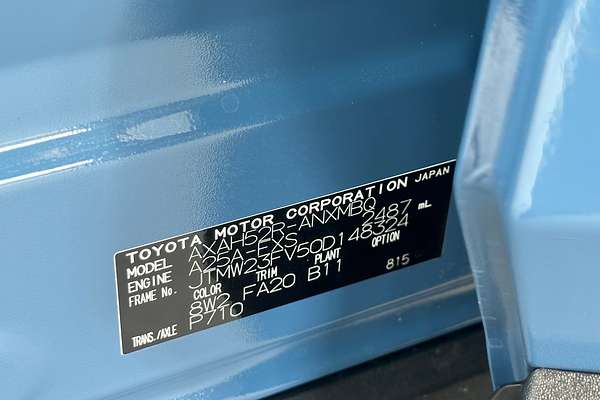 TOYOTA MOTOR CORPORATION JAPAN
MODEL AXAH52R-ANXMBQ
ENGINE A25A-FXS 2487 mL
FRAME No. JTMW23FV50D148324
COLOR TRIM PLANT OPTION
8W2 FA20 B11
TRANS./AXLE P710 815